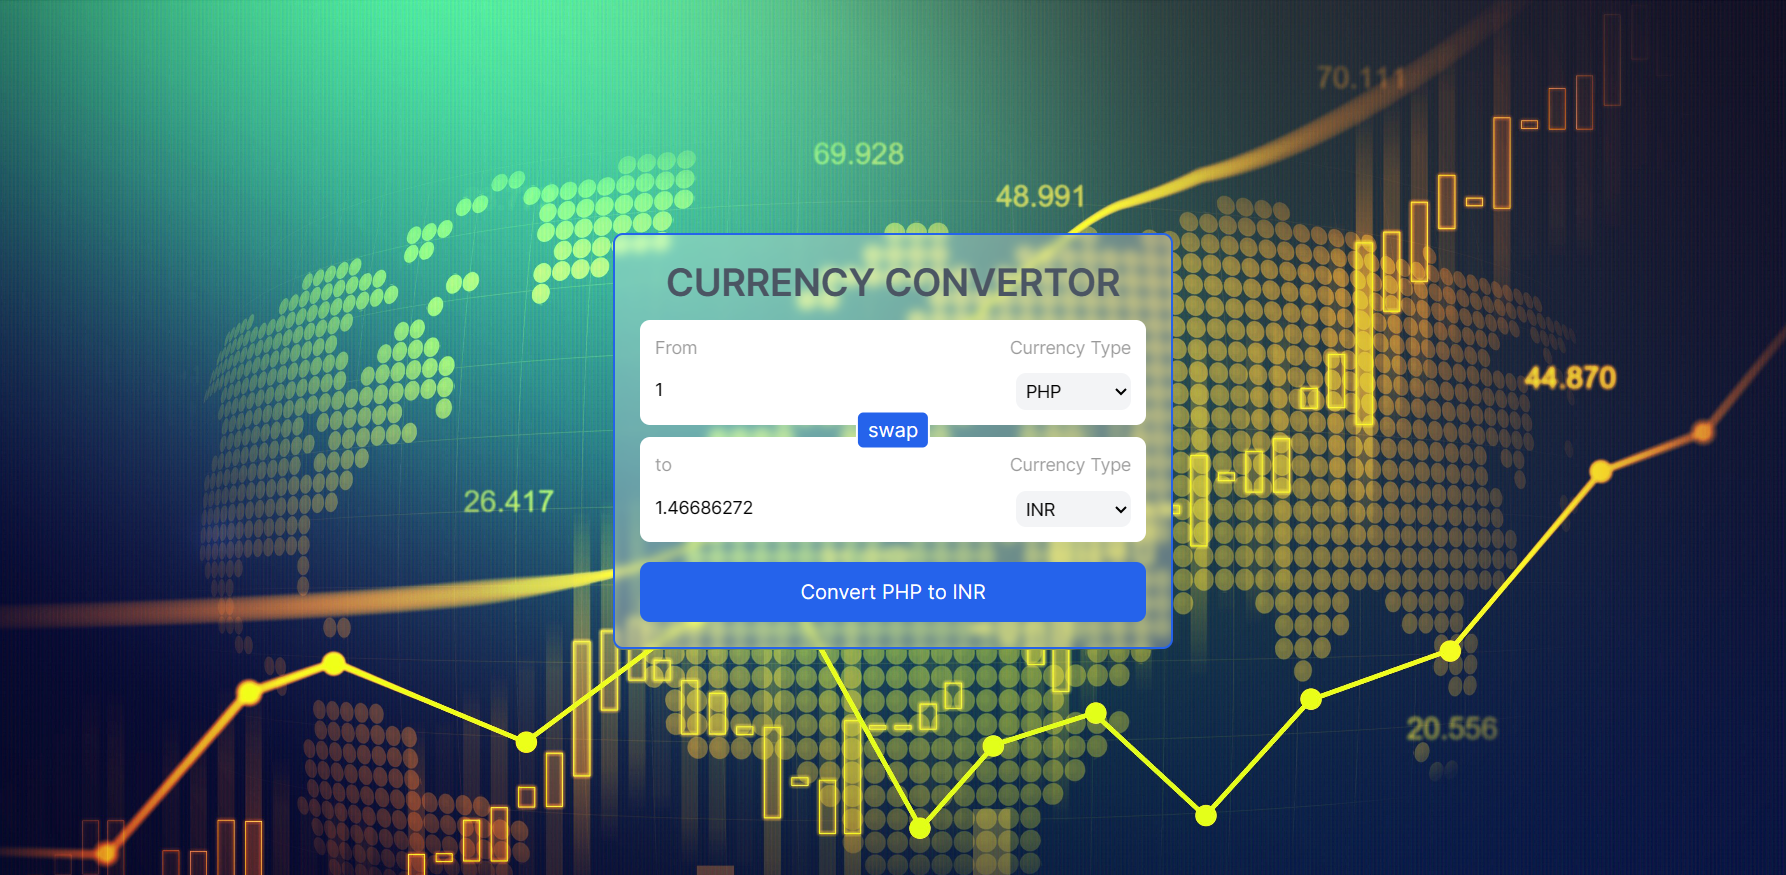 70.111
69.928
48.991
CURRENCY CONVERTOR
From Currency Type
1 PHP
44.870
swap
to Currency Type
26.417
1.46686272 INR
Convert PHP to INR
20.556